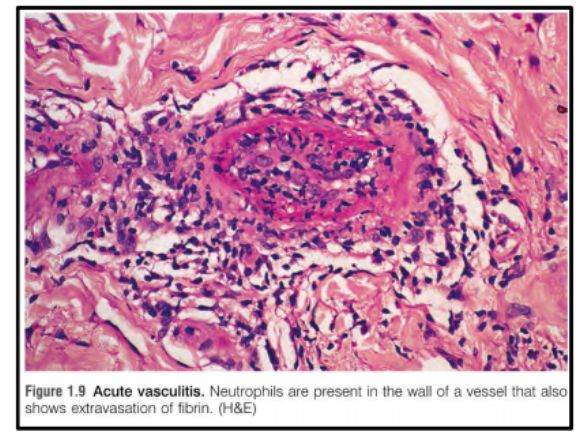 Figure 1.9 Acute vasculitis. Neutrophils are present in the wall of a vessel that also
shows extravasation of fibrin. (H&E)